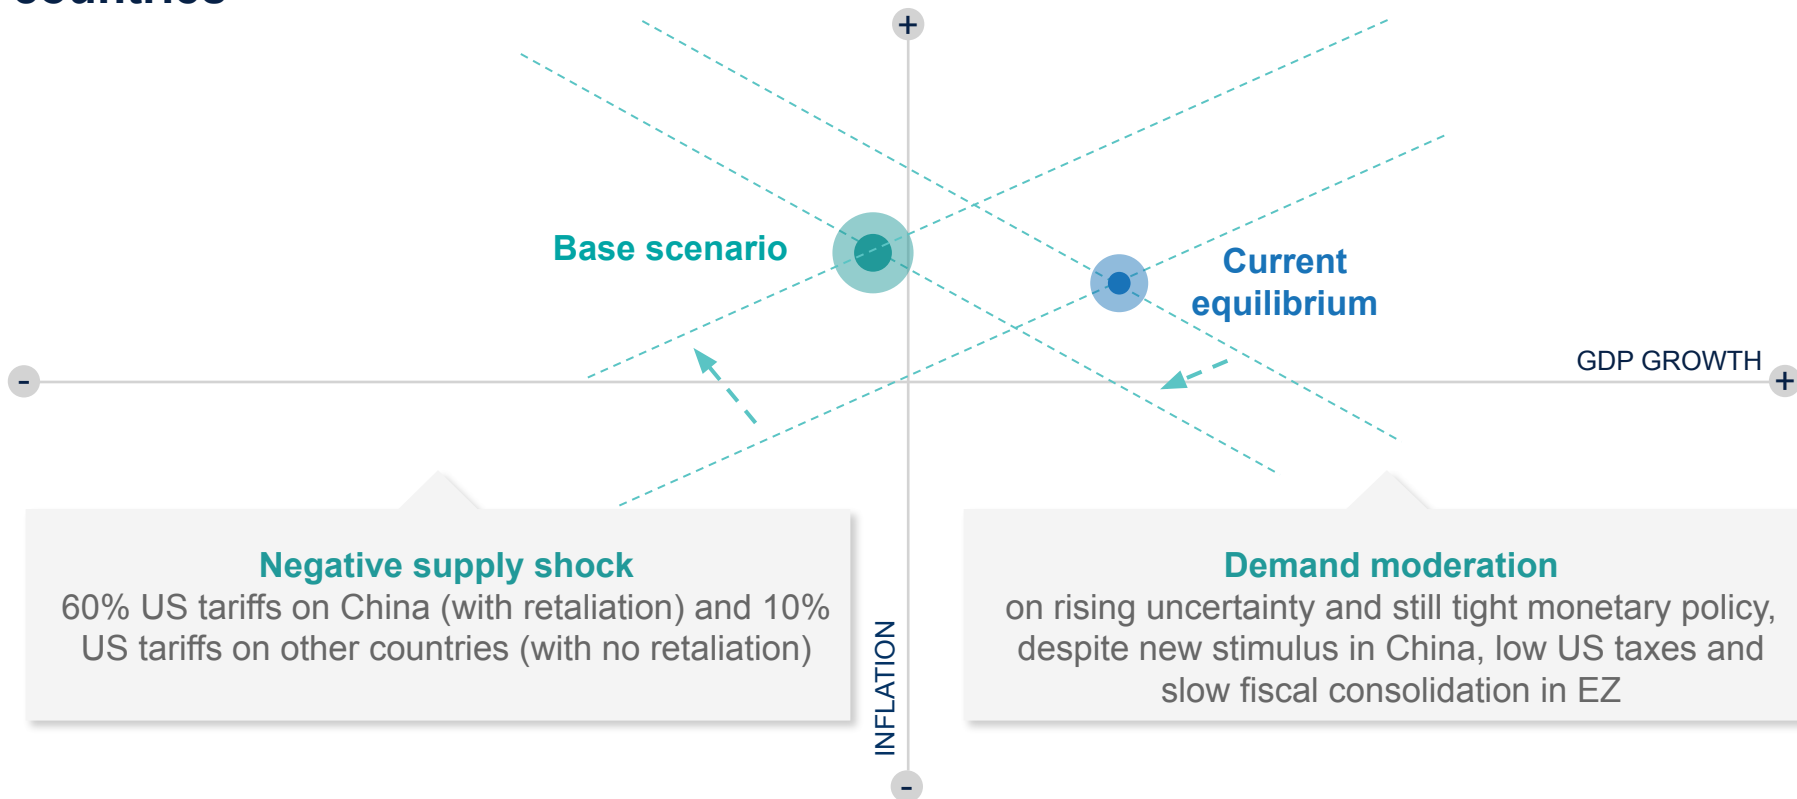 countries
+
Base scenario
Current
equilibrium
GDP GROWTH
-
+
Negative supply shock
60% US tariffs on China (with retaliation) and 10%
US tariffs on other countries (with no retaliation)
Demand moderation
on rising uncertainty and still tight monetary policy,
despite new stimulus in China, low US taxes and
slow fiscal consolidation in EZ
INFLATION
-